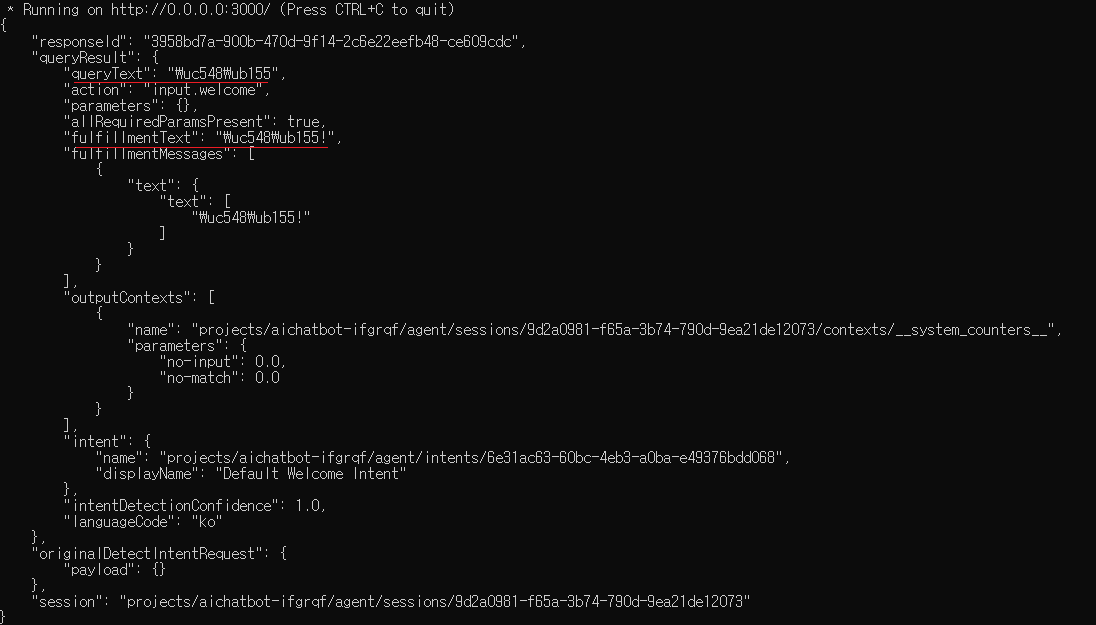 * Running on http://0.0.0.0:3000/ (Press CTRL+C to quit)
{
    "responseId": "3958bd7a-900b-470d-9f14-2c6e22eefb48-ce609cdc",
    "queryResult": {
        "queryText": "₩uc548₩ub155",
        "action": "input.welcome",
        "parameters": {},
        "allRequiredParamsPresent": true,
        "fulfillmentText": "₩uc548₩ub155!",
        "fulfillmentMessages": [
            {
                "text": {
                    "text": [
                        "₩uc548₩ub155!"
                    ]
                }
            }
        ],
        "outputContexts": [
            {
                "name": "projects/aichatbot-ifgrqf/agent/sessions/9d2a0981-f65a-3b74-790d-9ea21de12073/contexts/__system_counters__",
                "parameters": {
                    "no-input": 0.0,
                    "no-match": 0.0
                }
            }
        ],
        "intent": {
            "name": "projects/aichatbot-ifgrqf/agent/intents/6e31ac63-60bc-4eb3-a0ba-e49376bdd068",
            "displayName": "Default Welcome Intent"
        },
        "intentDetectionConfidence": 1.0,
        "languageCode": "ko"
    },
    "originalDetectIntentRequest": {
        "payload": {}
    },
    "session": "projects/aichatbot-ifgrqf/agent/sessions/9d2a0981-f65a-3b74-790d-9ea21de12073"
}